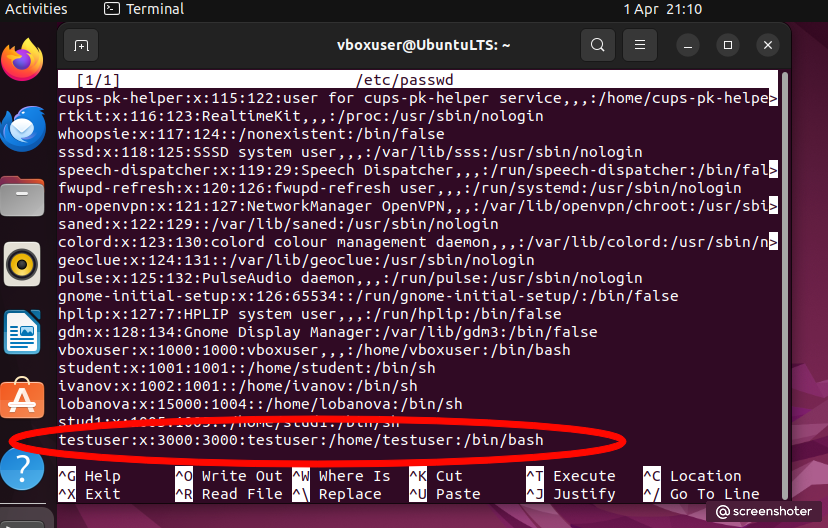 Activities Terminal 1 Apr 21:10
vboxuser@UbuntuLTS: ~
[1/1] /etc/passwd
cups-pk-helper:x:115:122:user for cups-pk-helper service,,,:/home/cups-pk-helpe>
rtkit:x:116:123:RealtimeKit,,,:/proc:/usr/sbin/nologin
whoopsie:x:117:124::/nonexistent:/bin/false
sssd:x:118:125:SSSD system user,,,:/var/lib/sss:/usr/sbin/nologin
speech-dispatcher:x:119:29:Speech Dispatcher,,,:/run/speech-dispatcher:/bin/fal>
fwupd-refresh:x:120:126:fwupd-refresh user,,,:/run/systemd:/usr/sbin/nologin
nm-openvpn:x:121:127:NetworkManager OpenVPN,,,:/var/lib/openvpn/chroot:/usr/sbi>
saned:x:122:129::/var/lib/saned:/usr/sbin/nologin
colord:x:123:130:colord colour management daemon,,,:/var/lib/colord:/usr/sbin/n>
geoclue:x:124:131::/var/lib/geoclue:/usr/sbin/nologin
pulse:x:125:132:PulseAudio daemon,,,:/run/pulse:/usr/sbin/nologin
gnome-initial-setup:x:126:65534::/run/gnome-initial-setup/:/bin/false
hplip:x:127:7:HPLIP system user,,,:/run/hplip:/bin/false
gdm:x:128:134:Gnome Display Manager:/var/lib/gdm3:/bin/false
vboxuser:x:1000:1000:vboxuser,,,:/home/vboxuser:/bin/bash
student:x:1001:1001::/home/student:/bin/sh
ivanov:x:1002:1001::/home/ivanov:/bin/sh
lobanova:x:15000:1004::/home/lobanova:/bin/sh
testuser:x:3000:3000:testuser:/home/testuser:/bin/bash
^G Help ^O Write Out ^W Where Is ^K Cut ^T Execute ^C Location
^X Exit ^R Read File ^\ Replace ^U Paste ^J Justify ^/ Go To Line
screenshoter